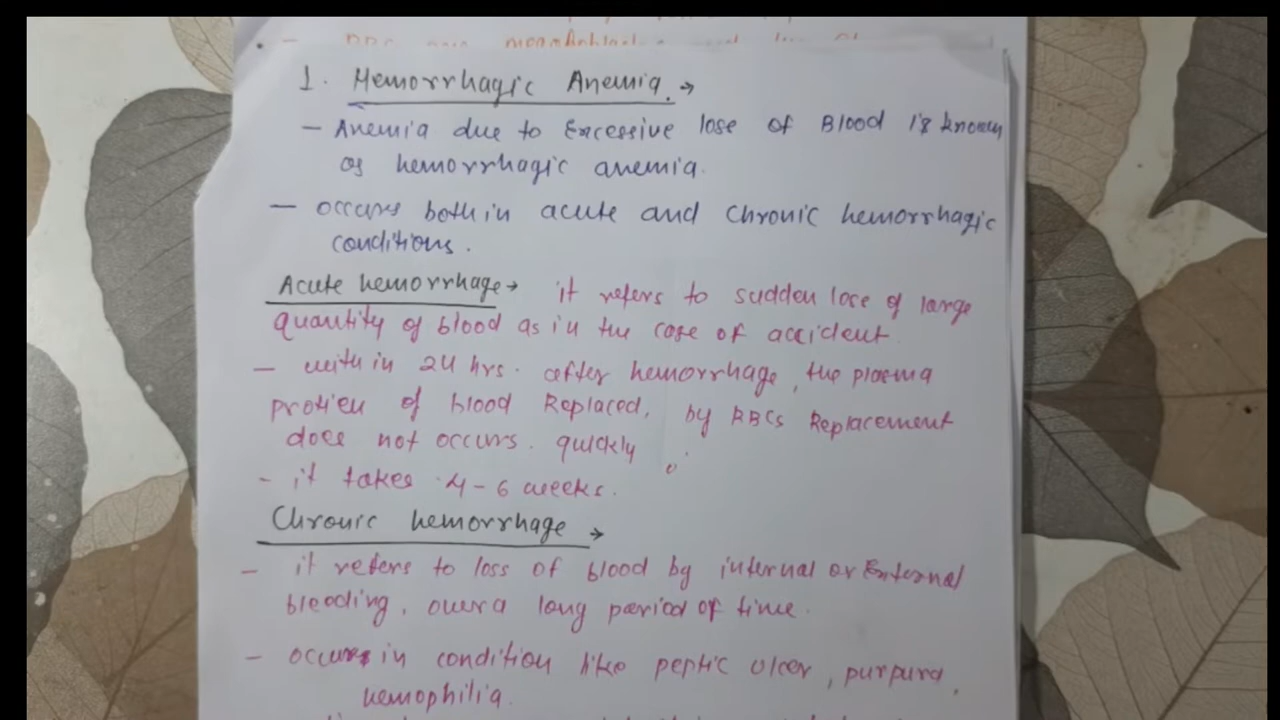 1. Hemorrhagic Anemia →
- Anemia due to Excessive lose of Blood is known
as hemorrhagic anemia.
- occurs both in acute and chronic hemorrhagic
conditions.
Acute hemorrhage → it refers to sudden lose of large
quantity of blood as in the case of accident.
- with in 24 hrs. after hemorrhage, the plasma
protien of blood Replaced, by RBCs Replacement
does not occurs. quickly
- it takes 4-6 weeks.
Chronic hemorrhage →
- it refers to loss of blood by internal or External
bleeding, over a long period of time.
- occurs in condition like peptic ulcer, purpura,
hemophilia.